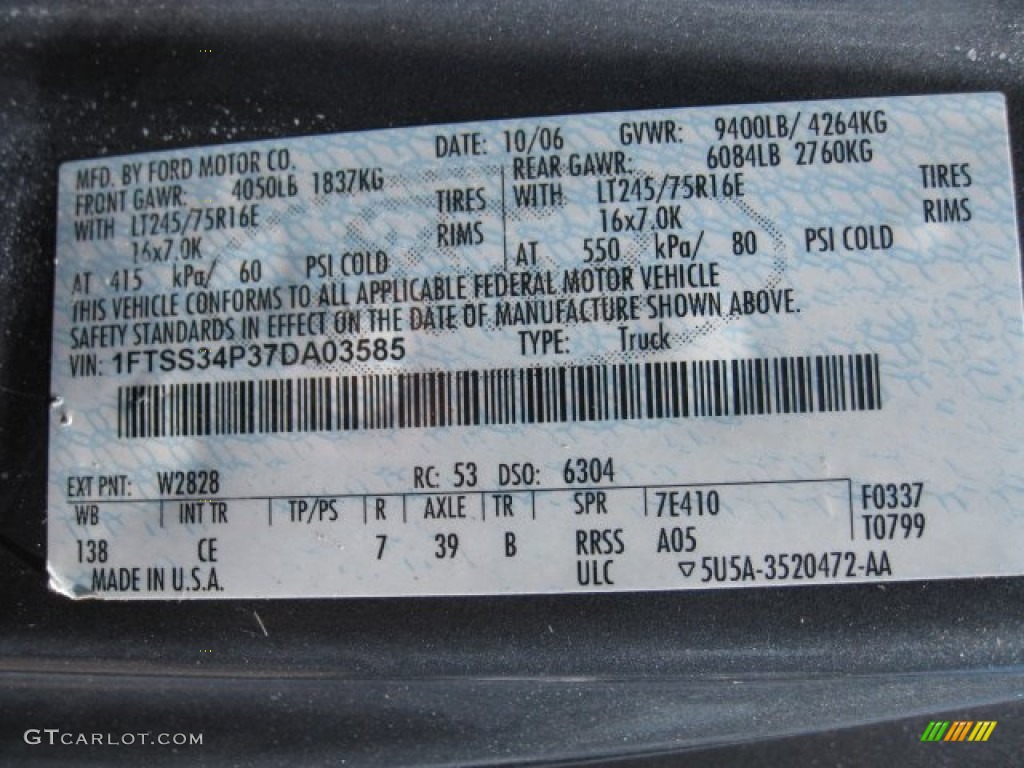 MFD. BY FORD MOTOR CO. DATE: 10/06 GVWR: 9400LB/ 4264KG
FRONT GAWR: 4050LB 1837KG REAR GAWR: 6084LB 2760KG
WITH LT245/75R16E TIRES WITH LT245/75R16E TIRES
16x7.0K RIMS 16x7.0K RIMS
AT 415 kPa/ 60 PSI COLD AT 550 kPa/ 80 PSI COLD
THIS VEHICLE CONFORMS TO ALL APPLICABLE FEDERAL MOTOR VEHICLE
SAFETY STANDARDS IN EFFECT ON THE DATE OF MANUFACTURE SHOWN ABOVE.
VIN: 1FTSS34P37DA03585 TYPE: Truck
EXT PNT: W2828 RC: 53 DSO: 6304
WB INT TR TP/PS R AXLE TR SPR 7E410 F0337
T0799
138 CE 7 39 B RRSS A05
MADE IN U.S.A. ULC ▽5U5A-3520472-AA
GTCARLOT.COM